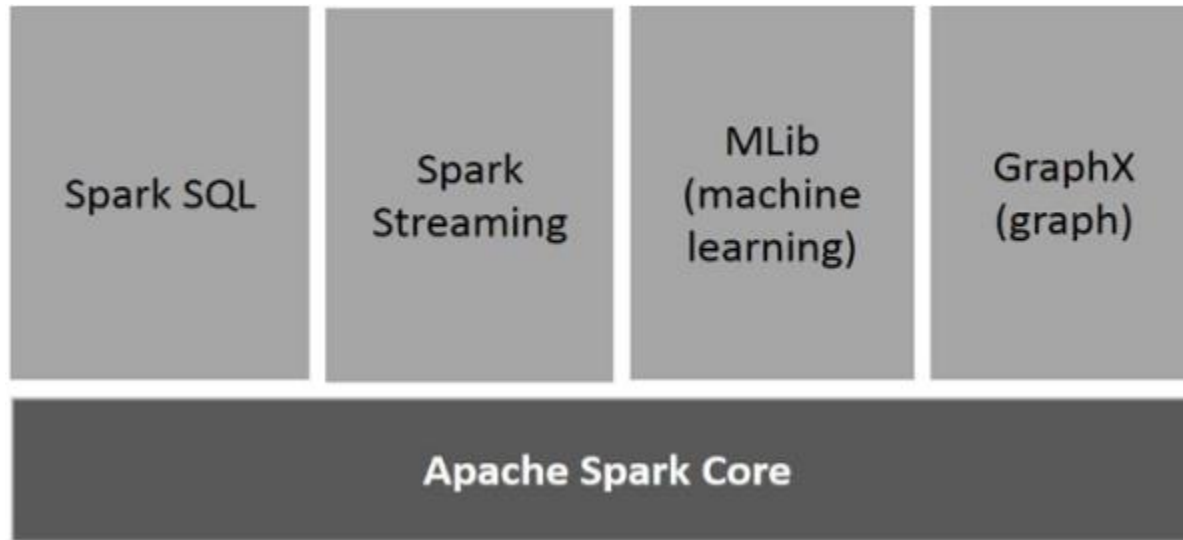 Spark SQL
Spark
Streaming
MLib
(machine
learning)
GraphX
(graph)
Apache Spark Core